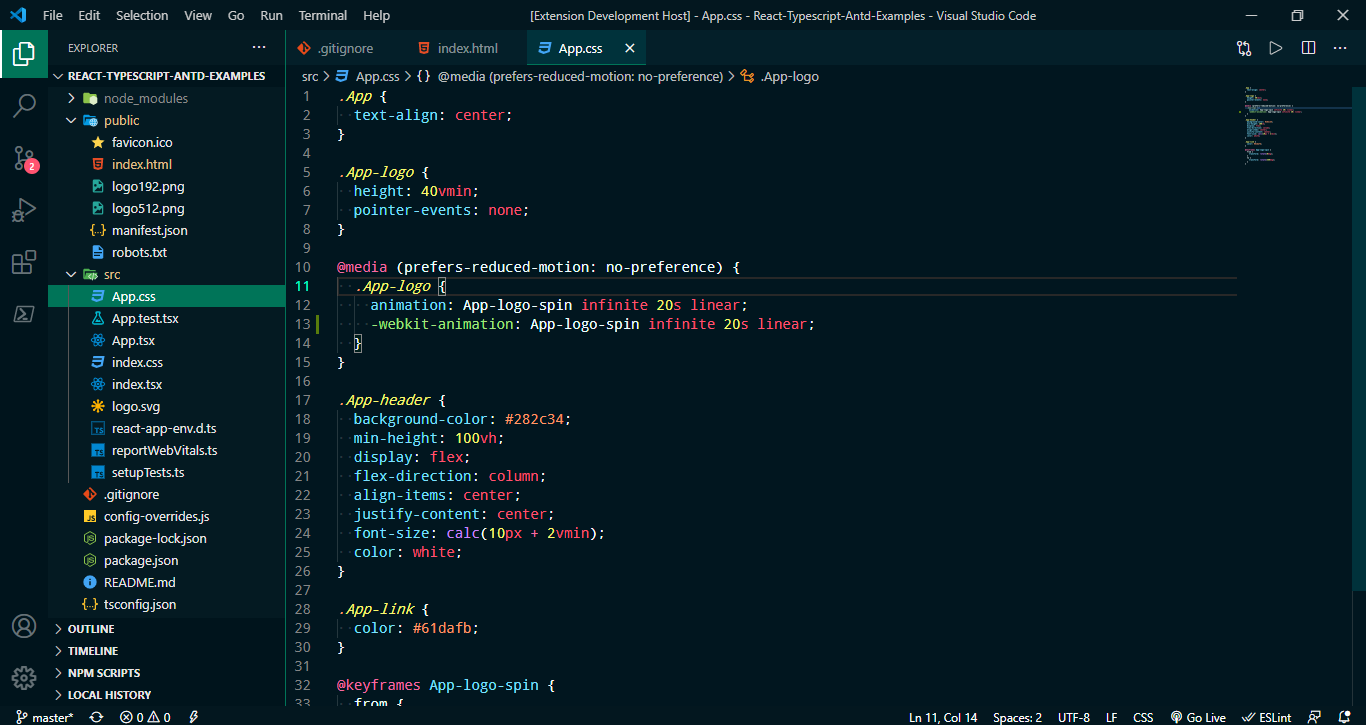 File Edit Selection View Go Run Terminal Help [Extension Development Host] - App.css - React-Typescript-Antd-Examples - Visual Studio Code
EXPLORER ···
REACT-TYPESCRIPT-ANTD-EXAMPLES
node_modules
public
favicon.ico
index.html
logo192.png
logo512.png
manifest.json
robots.txt
src
App.css
App.test.tsx
App.tsx
index.css
index.tsx
logo.svg
react-app-env.d.ts
reportWebVitals.ts
setupTests.ts
.gitignore
config-overrides.js
package-lock.json
package.json
README.md
tsconfig.json
OUTLINE
TIMELINE
NPM SCRIPTS
LOCAL HISTORY
2
.gitignore index.html App.css
src > App.css > {} @media (prefers-reduced-motion: no-preference) > .App-logo
1 .App {
2 text-align: center;
3 }
4
5 .App-logo {
6 height: 40vmin;
7 pointer-events: none;
8 }
9
10 @media (prefers-reduced-motion: no-preference) {
11 .App-logo {
12 animation: App-logo-spin infinite 20s linear;
13 -webkit-animation: App-logo-spin infinite 20s linear;
14 }
15 }
16
17 .App-header {
18 background-color: #282c34;
19 min-height: 100vh;
20 display: flex;
21 flex-direction: column;
22 align-items: center;
23 justify-content: center;
24 font-size: calc(10px + 2vmin);
25 color: white;
26 }
27
28 .App-link {
29 color: #61dafb;
30 }
31
32 @keyframes App-logo-spin {
33 from {
master* 0 0 Ln 11, Col 14 Spaces: 2 UTF-8 LF CSS Go Live ESLint